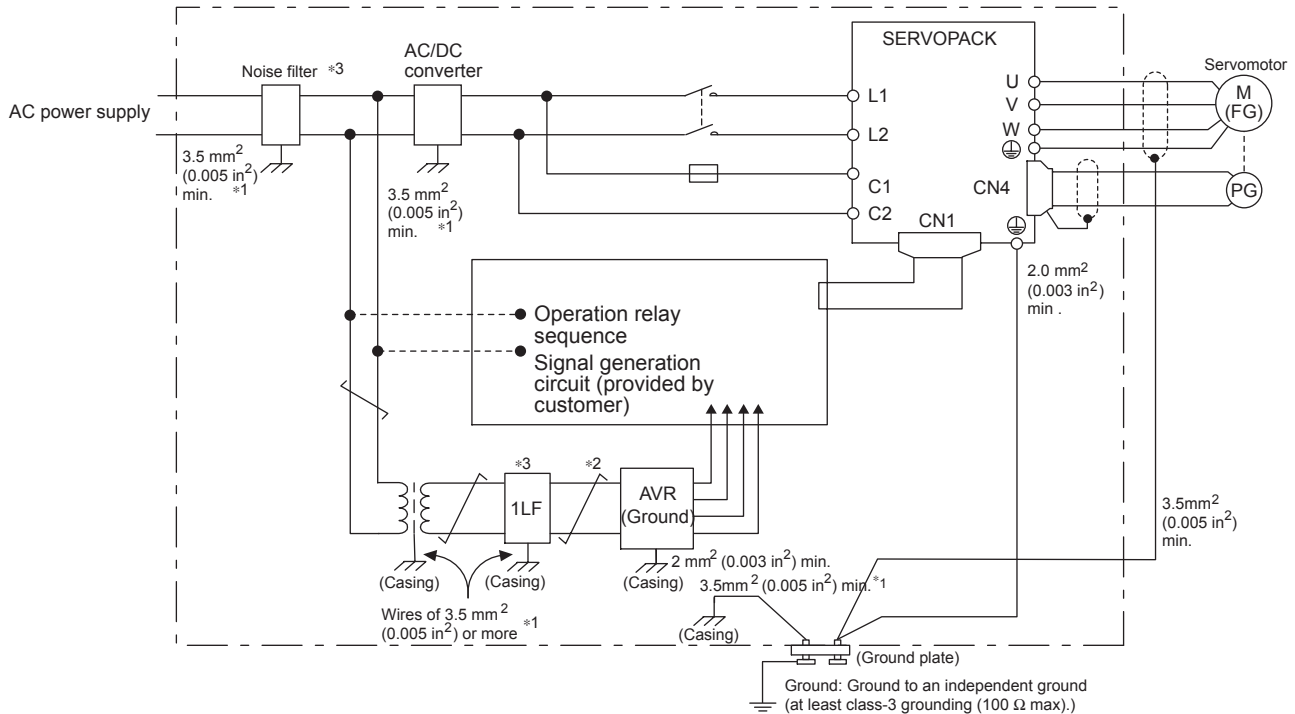 SERVOPACK
AC/DC
converter
Noise filter *3
AC power supply
3.5 mm²
(0.005 in²)
min. *1
3.5 mm²
(0.005 in²)
min. *1
L1
L2
C1
C2
U
V
W
CN4
CN1
Servomotor
M
(FG)
PG
2.0 mm²
(0.003 in²)
min .
Operation relay
sequence
Signal generation
circuit (provided by
customer)
*3
*2
1LF
AVR
(Ground)
(Casing)
(Casing)
(Casing)
2 mm² (0.003 in²) min.
3.5mm² (0.005 in²) min.*1
(Casing)
Wires of 3.5 mm²
(0.005 in²) or more *1
3.5mm²
(0.005 in²)
min.
(Ground plate)
Ground: Ground to an independent ground
(at least class-3 grounding (100 Ω max).)